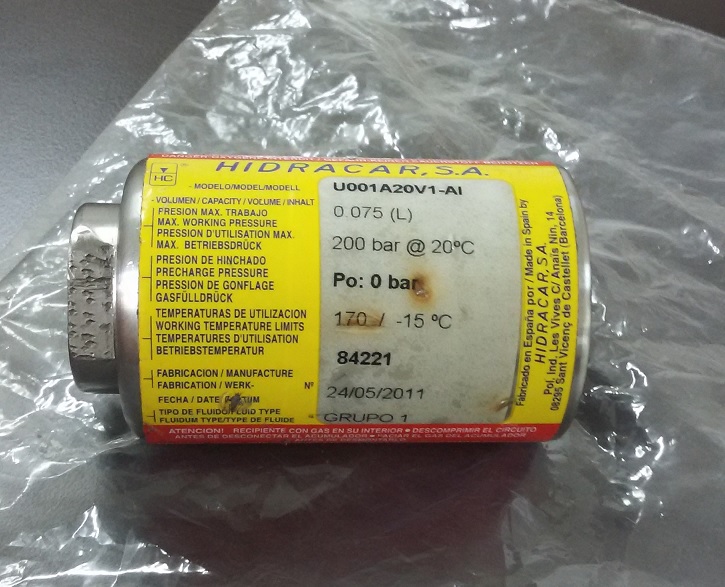 HIDRACAR, S.A.
HC
MODELO/MODEL/MODELL
U001A20V1-AI
VOLUMEN / CAPACITY / VOLUME / INHALT
0.075 (L)
PRESION MAX. TRABAJO
MAX. WORKING PRESSURE
PRESSION D'UTILISATION MAX.
MAX. BETRIEBSDRÜCK
200 bar @ 20ºC
PRESION DE HINCHADO
PRECHARGE PRESSURE
PRESSION DE GONFLAGE
GASFÜLLDRÜCK
Po: 0 bar
TEMPERATURAS DE UTILIZACION
WORKING TEMPERATURE LIMITS
TEMPERATURES D'UTILISATION
BETRIEBSTEMPERATUR
170 / -15 ºC
FABRICACION / MANUFACTURE
FABRICATION / WERK- Nº
84221
FECHA / DATE /
24/05/2011
TIPO DE FLUIDO/FLUID TYPE
FLUIDUM TYPE/TYPE DE FLUIDE
GRUPO 1
ATENCION! RECIPIENTE CON GAS EN SU INTERIOR • DESCOMPRIMIR EL CIRCUITO
ANTES DE DESCONECTAR EL ACUMULADOR • VACIAR EL GAS DEL ACUMULADOR
ANTES DE DESMONTARLO
Fabricado en España por / Made in Spain by
HIDRACAR, S.A.
Pol. Ind. Les Vives C/ Anaïs Nin, 14
08295 Sant Vicenç de Castellet (Barcelona)